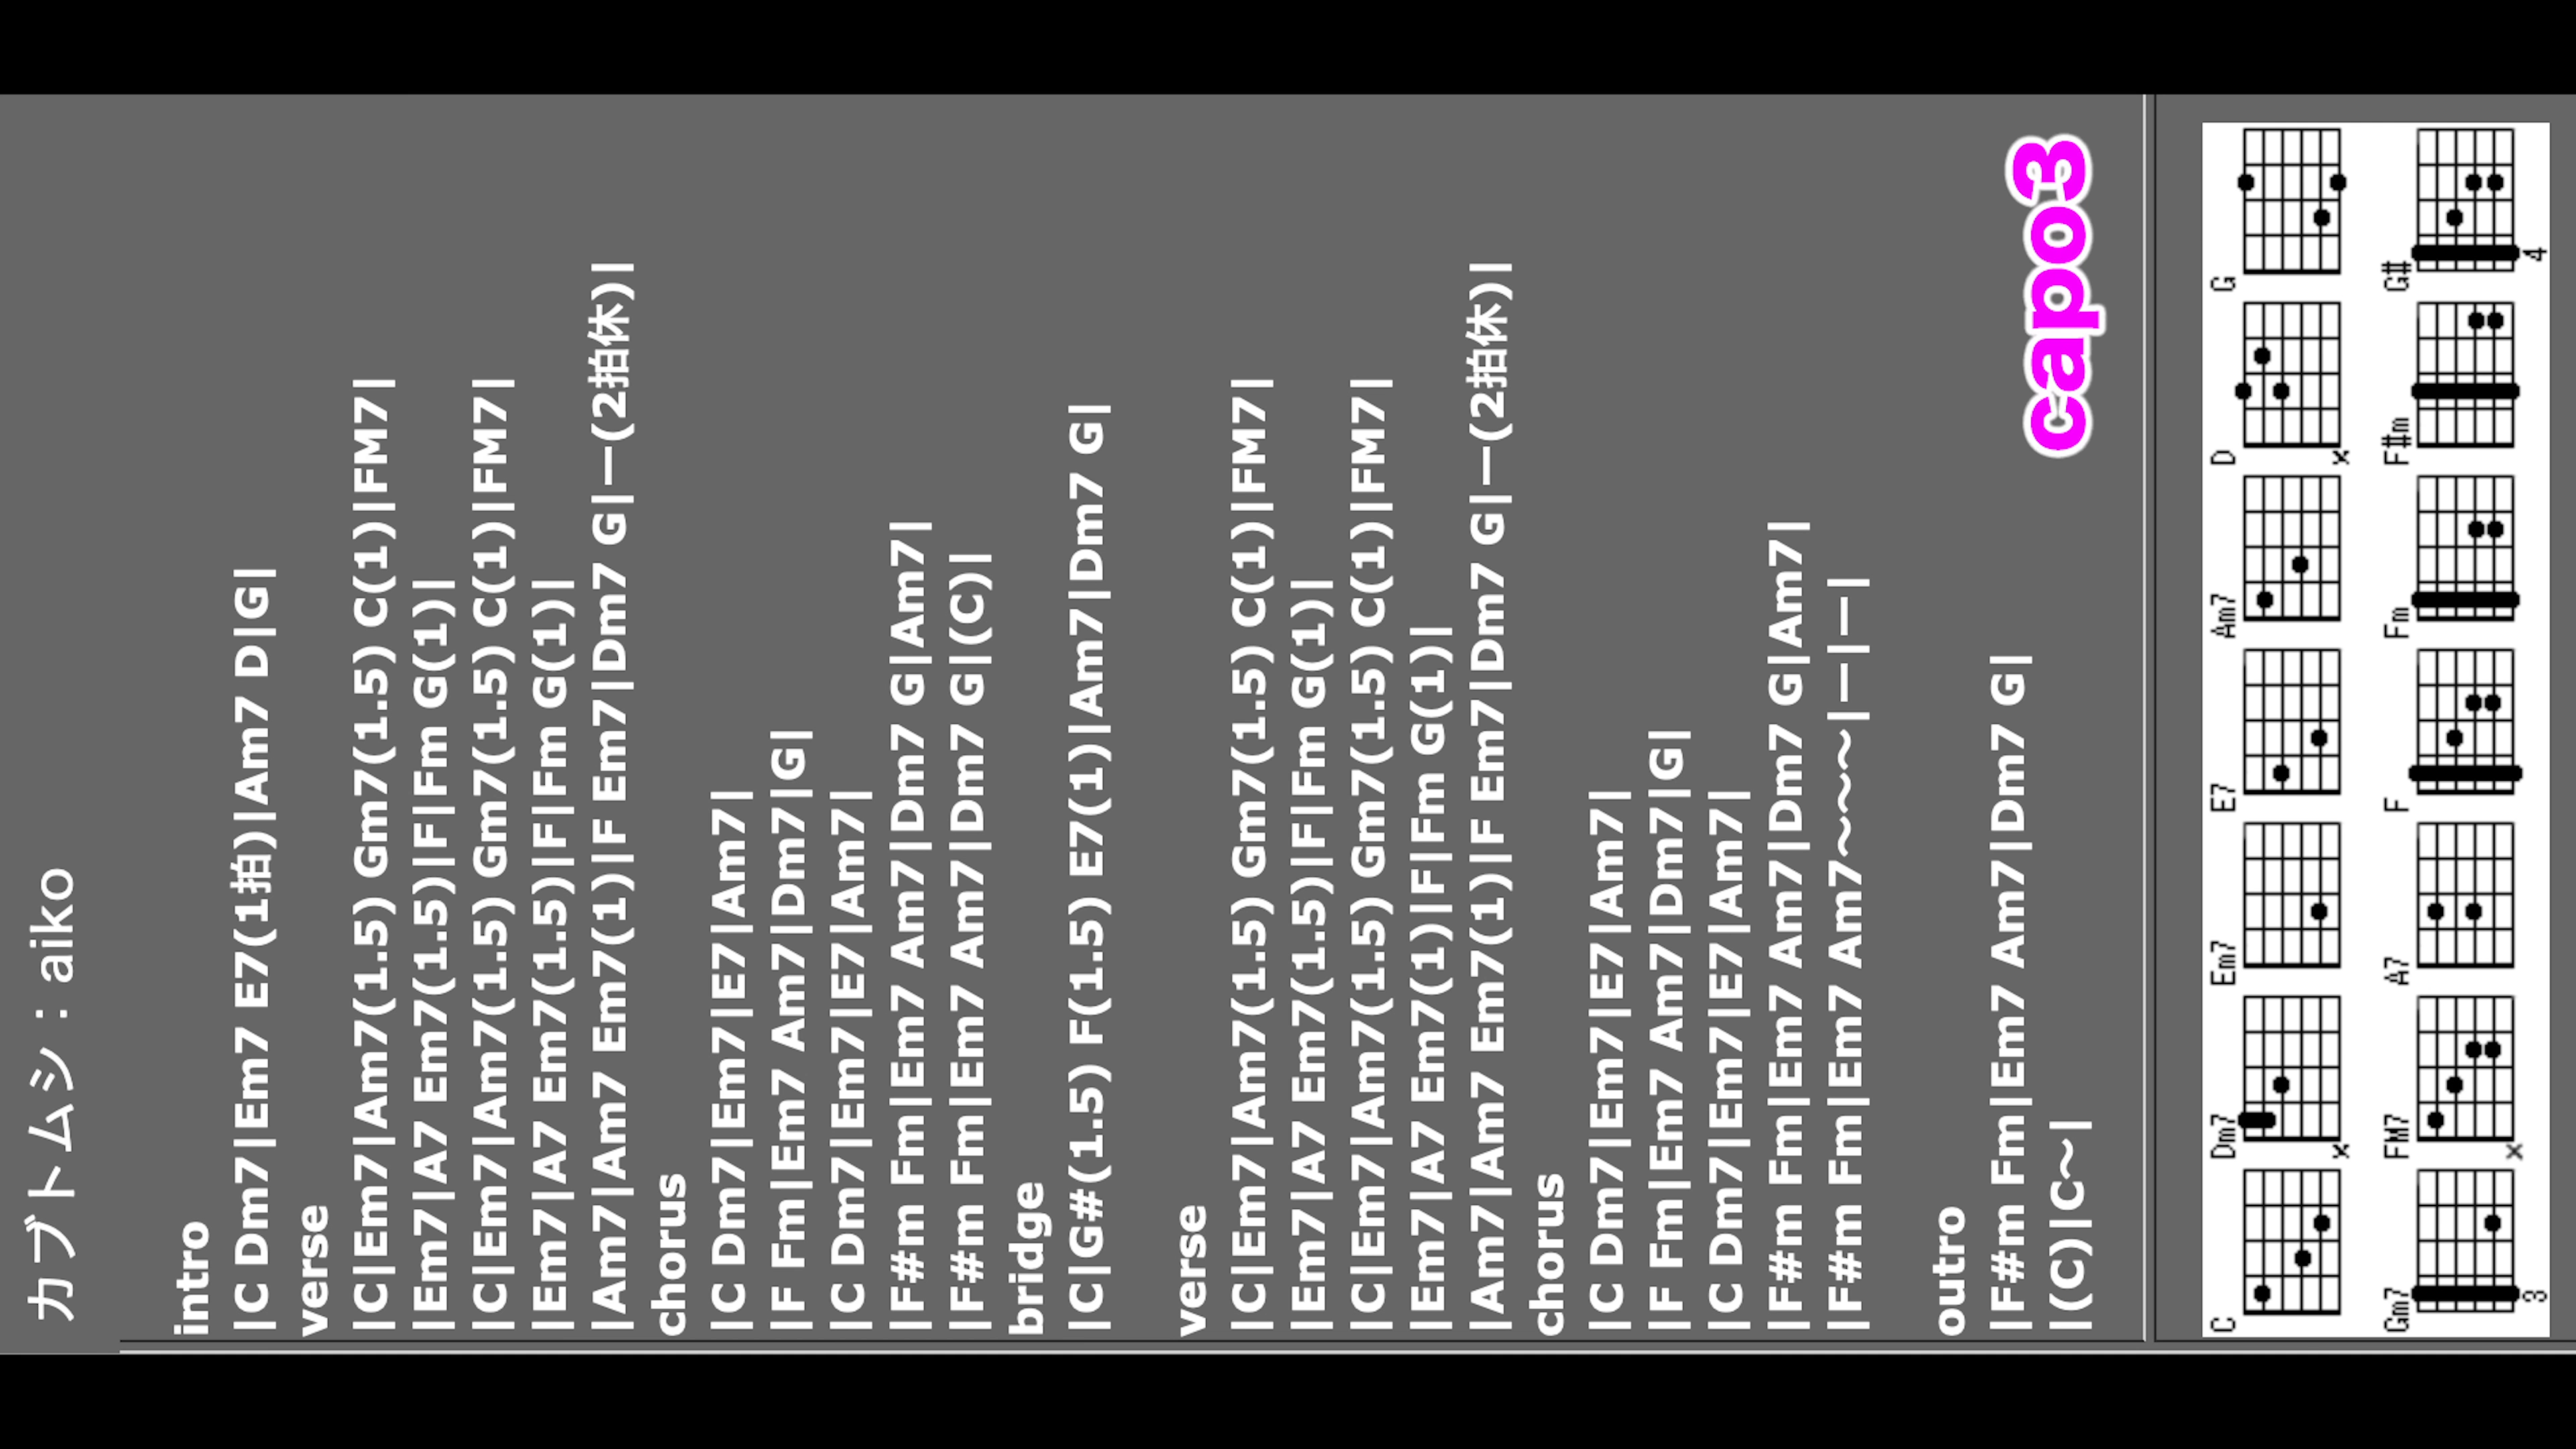 カブトムシ：aiko
intro
|C Dm7|Em7 E7(1拍)|Am7 D|G|
verse
|C|Em7|Am7(1.5) Gm7(1.5) C(1)|FM7|
|Em7|A7 Em7(1.5)|F|Fm G(1)|
|C|Em7|Am7(1.5) Gm7(1.5) C(1)|FM7|
|Em7|A7 Em7(1.5)|F|Fm G(1)|
|Am7|Am7 Em7(1)|F Em7|Dm7 G|ー(2拍休)|
chorus
|C Dm7|Em7|E7|Am7|
|F Fm|Em7 Am7|Dm7|G|
|C Dm7|Em7|E7|Am7|
|F#m Fm|Em7 Am7|Dm7 G|Am7|
|F#m Fm|Em7 Am7|Dm7 G|(C)|
bridge
|C|G#(1.5) F(1.5) E7(1)|Am7|Dm7 G|
verse
|C|Em7|Am7(1.5) Gm7(1.5) C(1)|FM7|
|Em7|A7 Em7(1.5)|F|Fm G(1)|
|C|Em7|Am7(1.5) Gm7(1.5) C(1)|FM7|
|Em7|A7 Em7(1)|F|Fm G(1)|
|Am7|Am7 Em7(1)|F Em7|Dm7 G|ー(2拍休)|
chorus
|C Dm7|Em7|E7|Am7|
|F Fm|Em7 Am7|Dm7|G|
|C Dm7|Em7|E7|Am7|
|F#m Fm|Em7 Am7|Dm7 G|Am7|
|F#m Fm|Em7 Am7～～～～|ー|ー|
outro
|F#m Fm|Em7 Am7|Dm7 G|
|(C)|C～|
capo3
C Dm7 Em7 E7 Am7 D G
x x
Gm7 FM7 A7 F Fm F#m G#
3 x 4